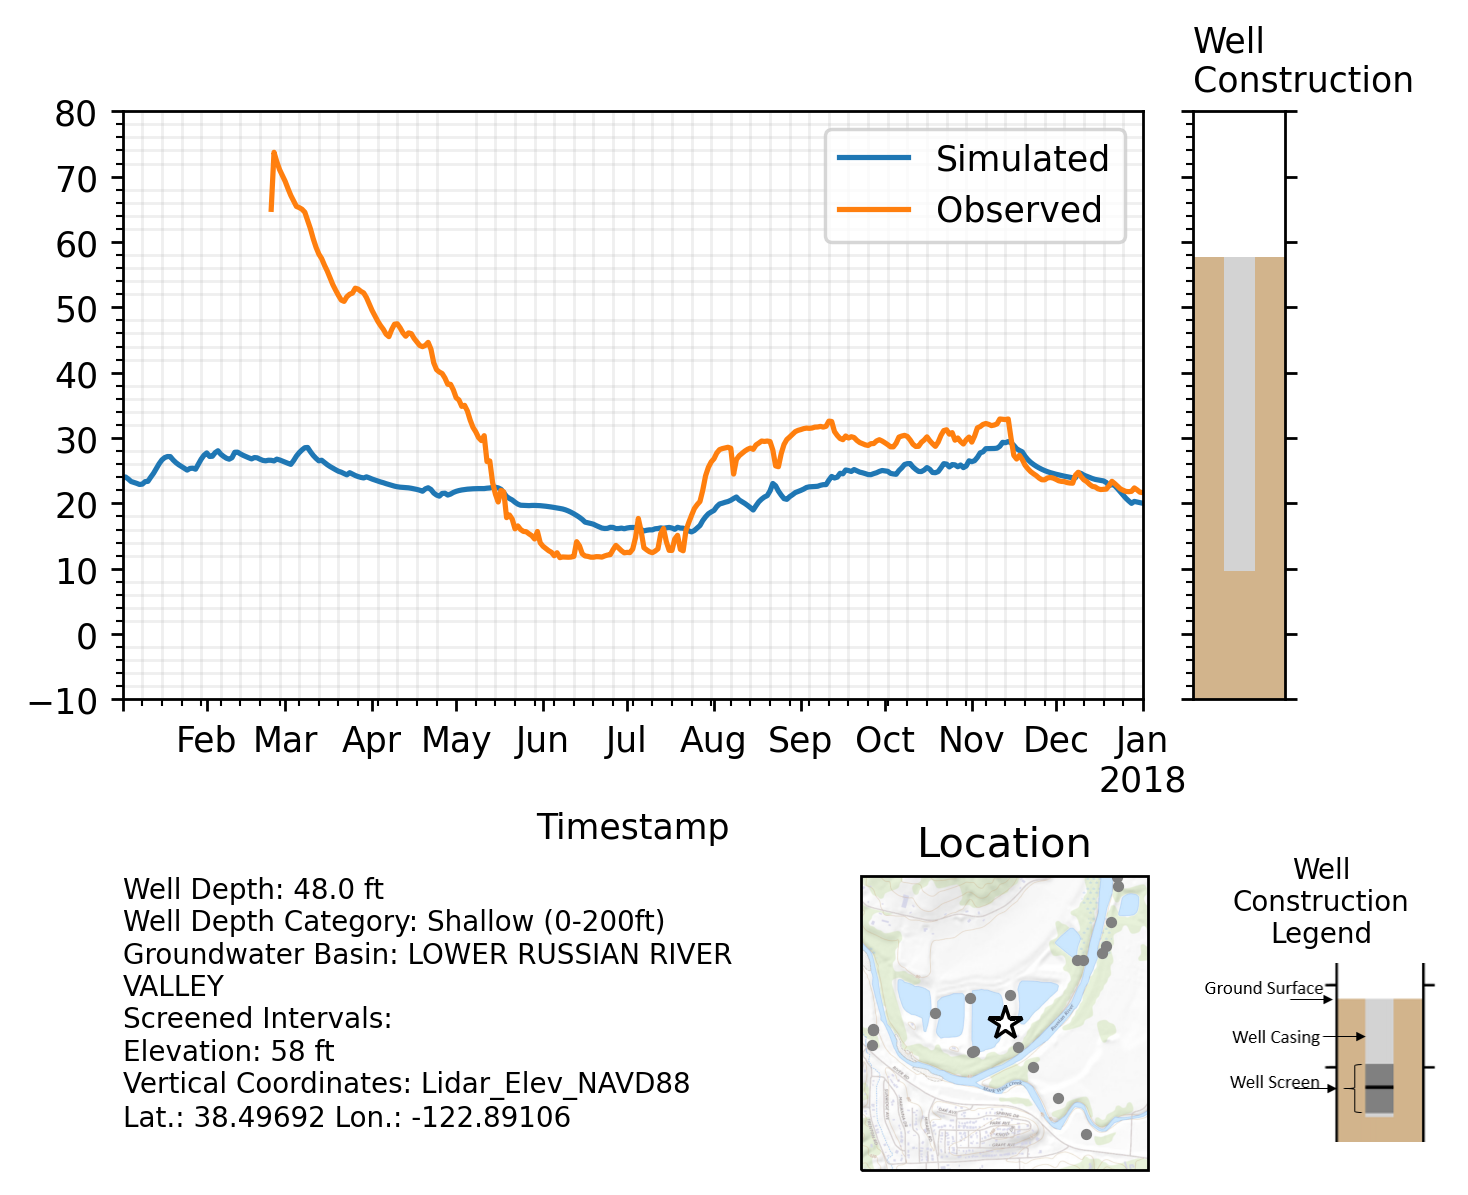 Well
Construction
80
70
60
50
40
30
20
10
0
−10
Simulated
Observed
Feb Mar Apr May Jun Jul Aug Sep Oct Nov Dec Jan
2018
Timestamp
Well Depth: 48.0 ft
Well Depth Category: Shallow (0-200ft)
Groundwater Basin: LOWER RUSSIAN RIVER
VALLEY
Screened Intervals:
Elevation: 58 ft
Vertical Coordinates: Lidar_Elev_NAVD88
Lat.: 38.49692 Lon.: -122.89106
Location
Well
Construction
Legend
Ground Surface
Well Casing
Well Screen